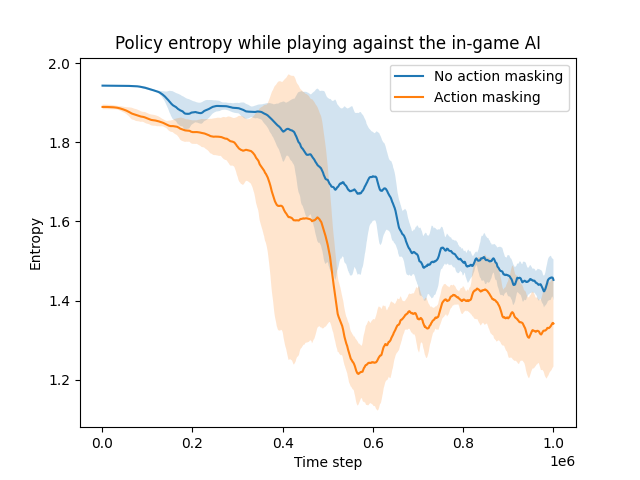 Policy entropy while playing against the in-game AI
No action masking
Action masking
Entropy
2.0
1.8
1.6
1.4
1.2
0.0 0.2 0.4 0.6 0.8 1.0
1e6
Time step